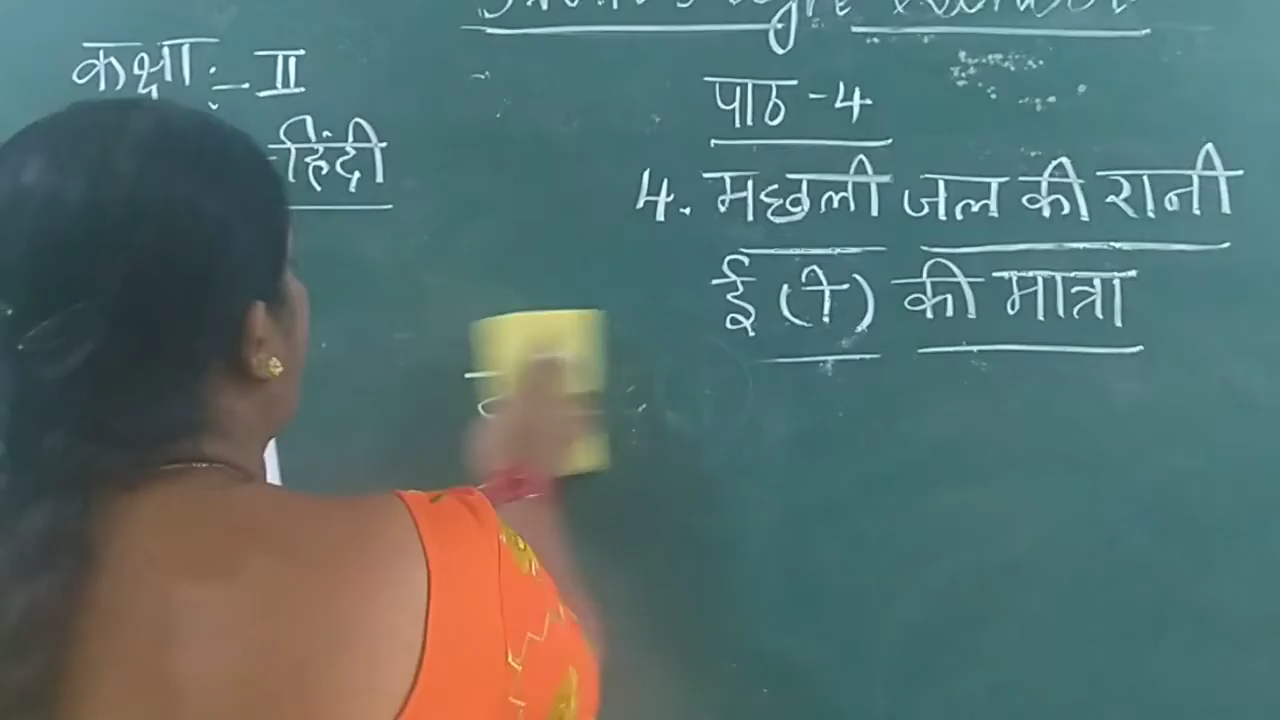 कक्षा :- II
-हिंदी
पाठ -4
4. मछली जल की रानी
ई (ी) की मात्रा